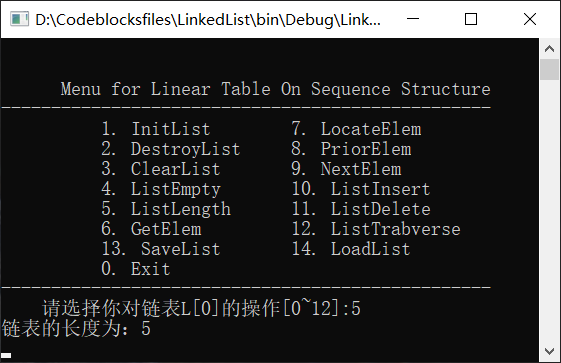 D:\Codeblocksfiles\LinkedList\bin\Debug\Link...
Menu for Linear Table On Sequence Structure
-------------------------------------------------
1. InitList 7. LocateElem
2. DestroyList 8. PriorElem
3. ClearList 9. NextElem
4. ListEmpty 10. ListInsert
5. ListLength 11. ListDelete
6. GetElem 12. ListTrabverse
13. SaveList 14. LoadList
0. Exit
-------------------------------------------------
请选择你对链表L[0]的操作[0~12]:5
链表的长度为：5